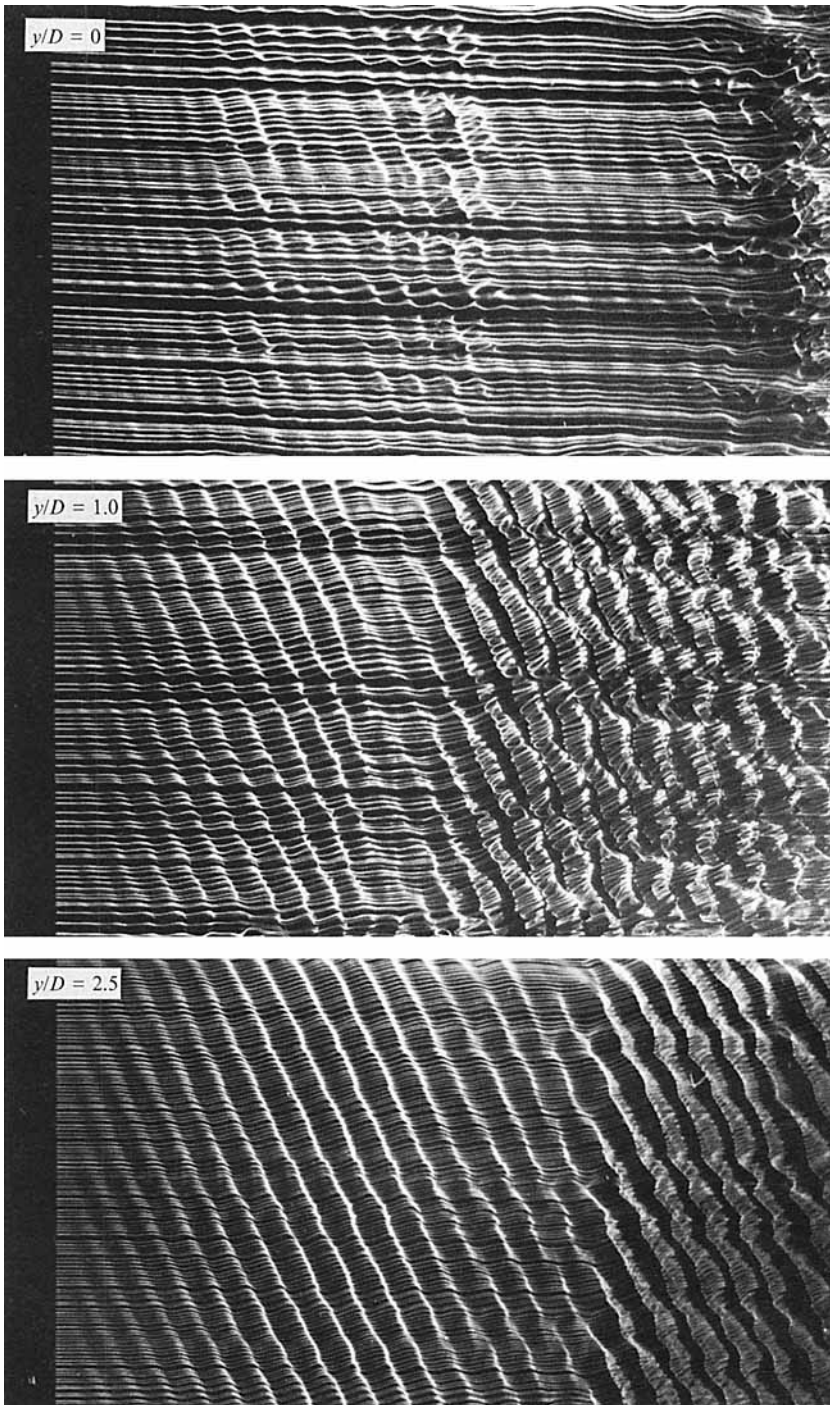 y/D = 0
y/D = 1.0
y/D = 2.5